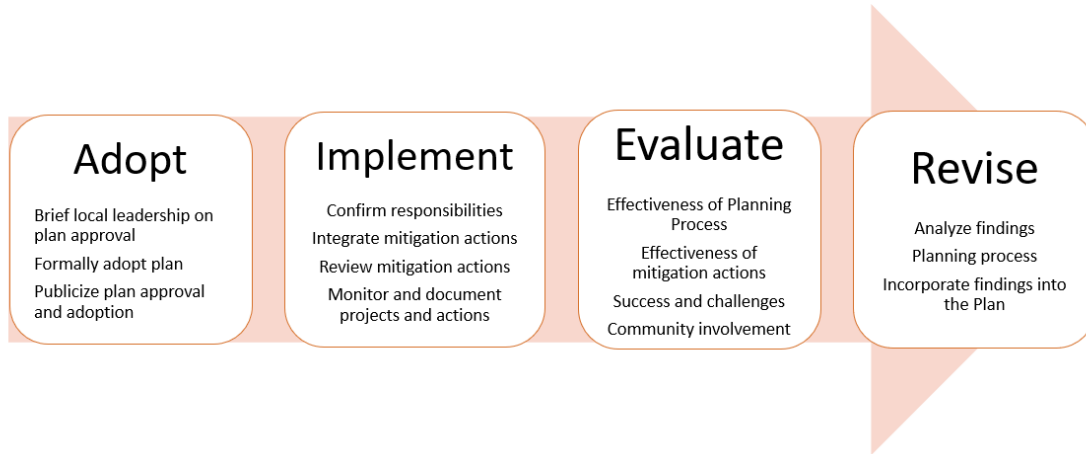 Adopt
Brief local leadership on
plan approval
Formally adopt plan
Publicize plan approval
and adoption
Implement
Confirm responsibilities
Integrate mitigation actions
Review mitigation actions
Monitor and document
projects and actions
Evaluate
Effectiveness of Planning
Process
Effectiveness of
mitigation actions
Success and challenges
Community involvement
Revise
Analyze findings
Planning process
Incorporate findings into
the Plan